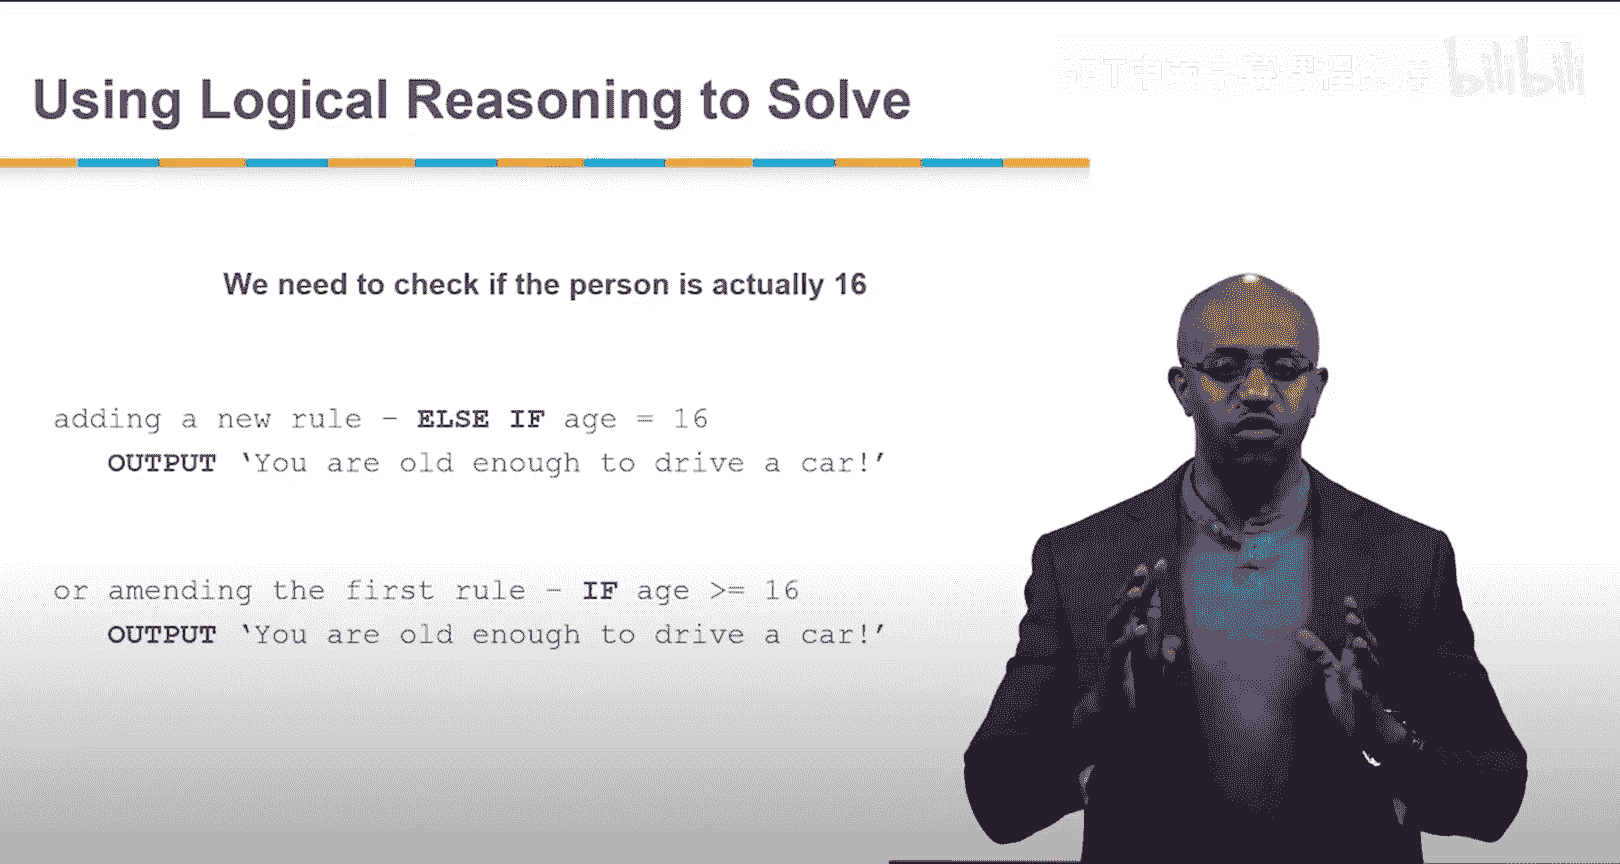 bilibili
Using Logical Reasoning to Solve
We need to check if the person is actually 16
adding a new rule – ELSE IF age = 16
OUTPUT ‘You are old enough to drive a car!’
or amending the first rule – IF age >= 16
OUTPUT ‘You are old enough to drive a car!’